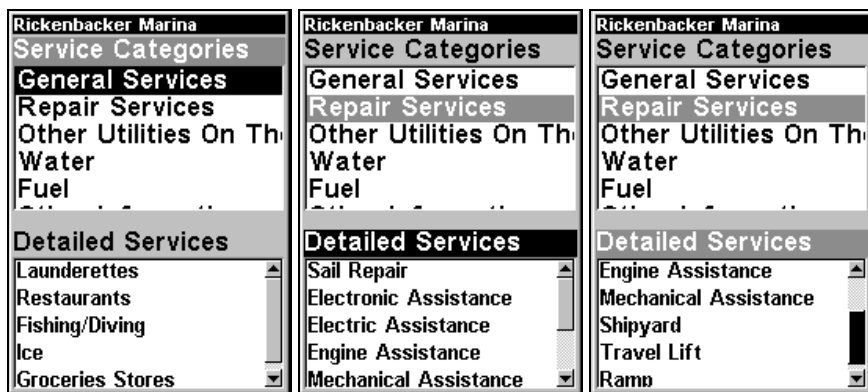 Rickenbacker Marina
Service Categories
General Services
Repair Services
Other Utilities On Th
Water
Fuel
Detailed Services
Launderettes
Restaurants
Fishing/Diving
Ice
Groceries Stores
Rickenbacker Marina
Service Categories
General Services
Repair Services
Other Utilities On Th
Water
Fuel
Detailed Services
Sail Repair
Electronic Assistance
Electric Assistance
Engine Assistance
Mechanical Assistance
Rickenbacker Marina
Service Categories
General Services
Repair Services
Other Utilities On Th
Water
Fuel
Detailed Services
Engine Assistance
Mechanical Assistance
Shipyard
Travel Lift
Ramp